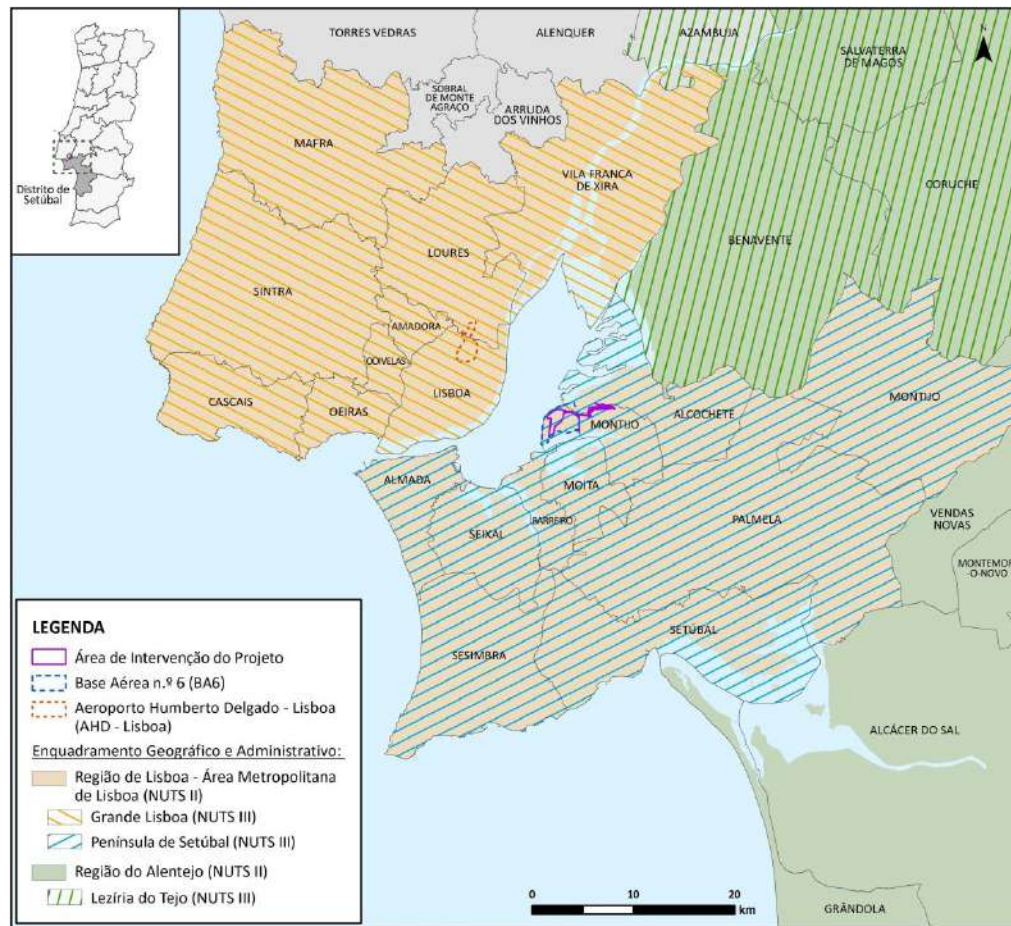 TORRES VEDRAS
ALENQUER
AZAMBUJA
N
SALVATERRA
DE MAGOS
SOBRAL
DE MONTE
AGRAÇO
ARRUDA
DOS VINHOS
MAFRA
VILA FRANCA
DE XIRA
CORUCHE
Distrito de
Setúbal
LOURES
BENAVENTE
SINTRA
AMADORA
ODIVELAS
CASCAIS
OEIRAS
LISBOA
MONTIJO
ALCOCHETE
MONTIJO
ALMADA
MOITA
SEIXAL
BARREIRO
PALMELA
VENDAS
NOVAS
MONTEMOR
-O-NOVO
SETÚBAL
SESIMBRA
ALCÁCER DO SAL
GRÂNDOLA
LEGENDA
Área de Intervenção do Projeto
Base Aérea n.º 6 (BA6)
Aeroporto Humberto Delgado - Lisboa
(AHD - Lisboa)
Enquadramento Geográfico e Administrativo:
Região de Lisboa - Área Metropolitana
de Lisboa (NUTS II)
Grande Lisboa (NUTS III)
Península de Setúbal (NUTS III)
Região do Alentejo (NUTS II)
Lezíria do Tejo (NUTS III)
0 10 20
km